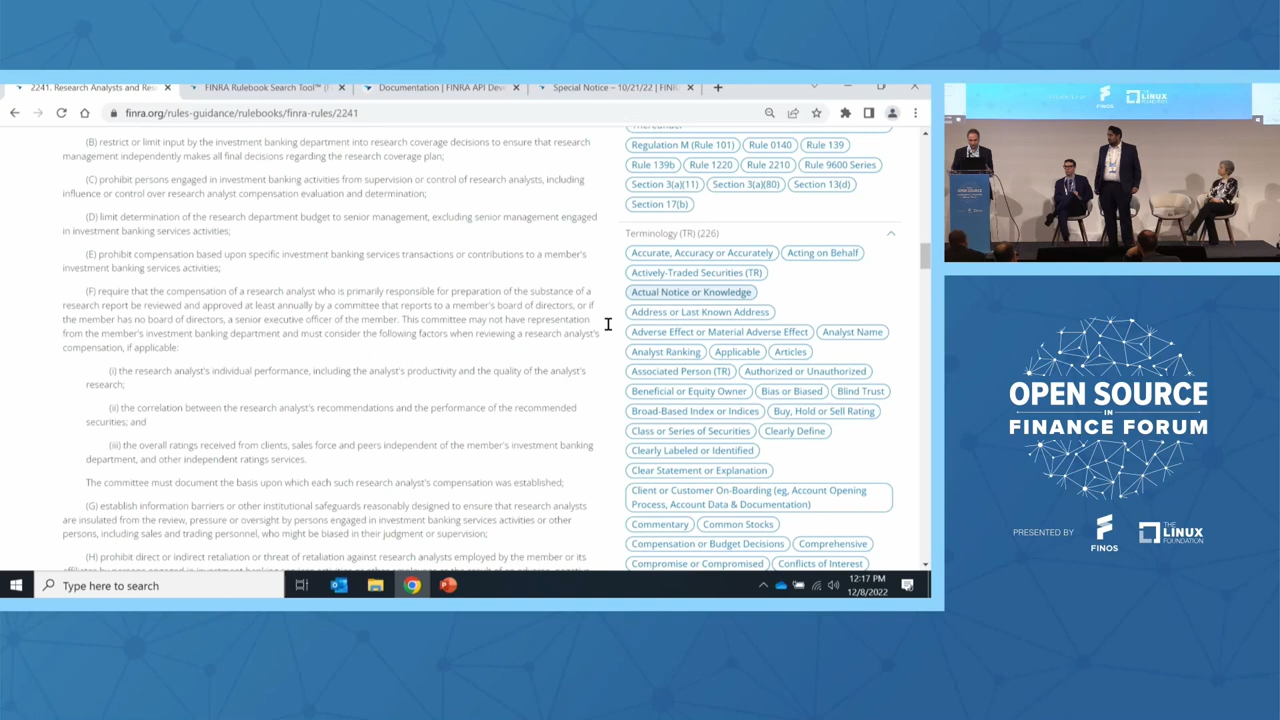 2241. Research Analysts and Res
FINRA Rulebook Search Tool™ (F
Documentation | FINRA API Deve
Special Notice – 10/21/22 | FINR
finra.org/rules-guidance/rulebooks/finra-rules/2241
(B) restrict or limit input by the investment banking department into research coverage decisions to ensure that research
management independently makes all final decisions regarding the research coverage plan;
(C) prohibit persons engaged in investment banking activities from supervision or control of research analysts, including
influence or control over research analyst compensation evaluation and determination;
(D) limit determination of the research department budget to senior management, excluding senior management engaged
in investment banking services activities;
(E) prohibit compensation based upon specific investment banking services transactions or contributions to a member's
investment banking services activities;
(F) require that the compensation of a research analyst who is primarily responsible for preparation of the substance of a
research report be reviewed and approved at least annually by a committee that reports to a member's board of directors, or if
the member has no board of directors, a senior executive officer of the member. This committee may not have representation
from the member's investment banking department and must consider the following factors when reviewing a research analyst's
compensation, if applicable:
(i) the research analyst's individual performance, including the analyst's productivity and the quality of the analyst's
research;
(ii) the correlation between the research analyst's recommendations and the performance of the recommended
securities; and
(iii) the overall ratings received from clients, sales force and peers independent of the member's investment banking
department, and other independent ratings services.
The committee must document the basis upon which each such research analyst's compensation was established;
(G) establish information barriers or other institutional safeguards reasonably designed to ensure that research analysts
are insulated from the review, pressure or oversight by persons engaged in investment banking services activities or other
persons, including sales and trading personnel, who might be biased in their judgment or supervision;
(H) prohibit direct or indirect retaliation or threat of retaliation against research analysts employed by the member or its
Thereunder
Regulation M (Rule 101) Rule 0140 Rule 139
Rule 139b Rule 1220 Rule 2210 Rule 9600 Series
Section 3(a)(11) Section 3(a)(80) Section 13(d)
Section 17(b)
Terminology (TR) (226)
Accurate, Accuracy or Accurately Acting on Behalf
Actively-Traded Securities (TR)
Actual Notice or Knowledge
Address or Last Known Address
Adverse Effect or Material Adverse Effect Analyst Name
Analyst Ranking Applicable Articles
Associated Person (TR) Authorized or Unauthorized
Beneficial or Equity Owner Bias or Biased Blind Trust
Broad-Based Index or Indices Buy, Hold or Sell Rating
Class or Series of Securities Clearly Define
Clearly Labeled or Identified
Clear Statement or Explanation
Client or Customer On-Boarding (eg, Account Opening
Process, Account Data & Documentation)
Commentary Common Stocks
Compensation or Budget Decisions Comprehensive
Compromise or Compromised Conflicts of Interest
Type here to search
12:17 PM
12/8/2022
FINOS
THE
LINUX
FOUNDATION
OPEN SOURCE
IN
FINANCE FORUM
PRESENTED BY
FINOS
THE
LINUX
FOUNDATION